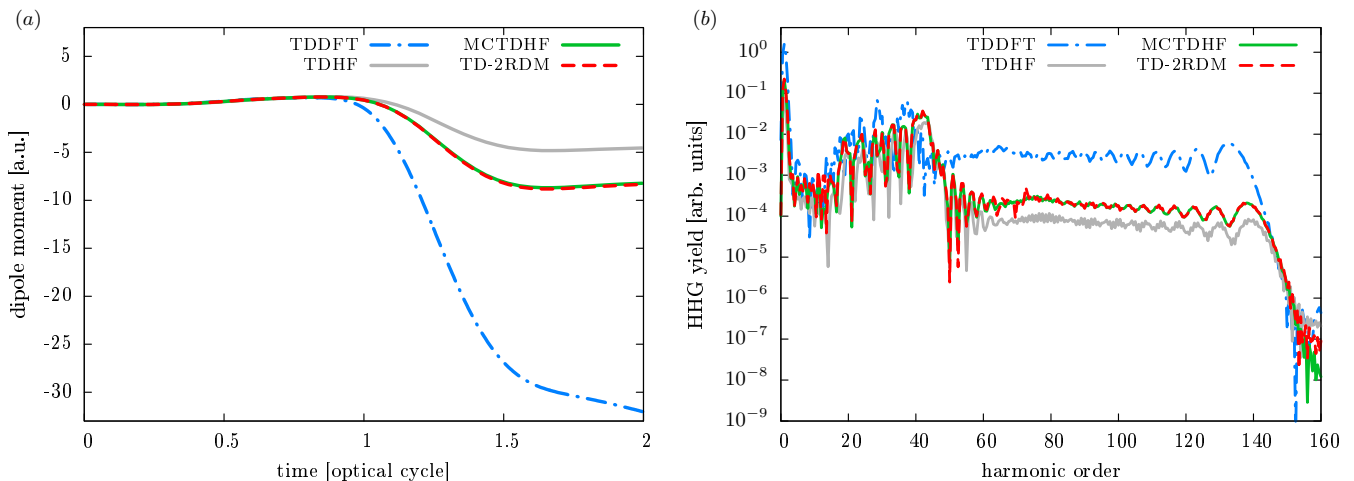 (a)
TDDFT
MCTDHF
TDHF
TD-2RDM
5
0
-5
-10
-15
-20
-25
-30
dipole moment [a.u.]
0 0.5 1 1.5 2
time [optical cycle]
(b)
TDDFT
MCTDHF
TDHF
TD-2RDM
10^0
10^-1
10^-2
10^-3
10^-4
10^-5
10^-6
10^-7
10^-8
10^-9
HHG yield [arb. units]
0 20 40 60 80 100 120 140 160
harmonic order